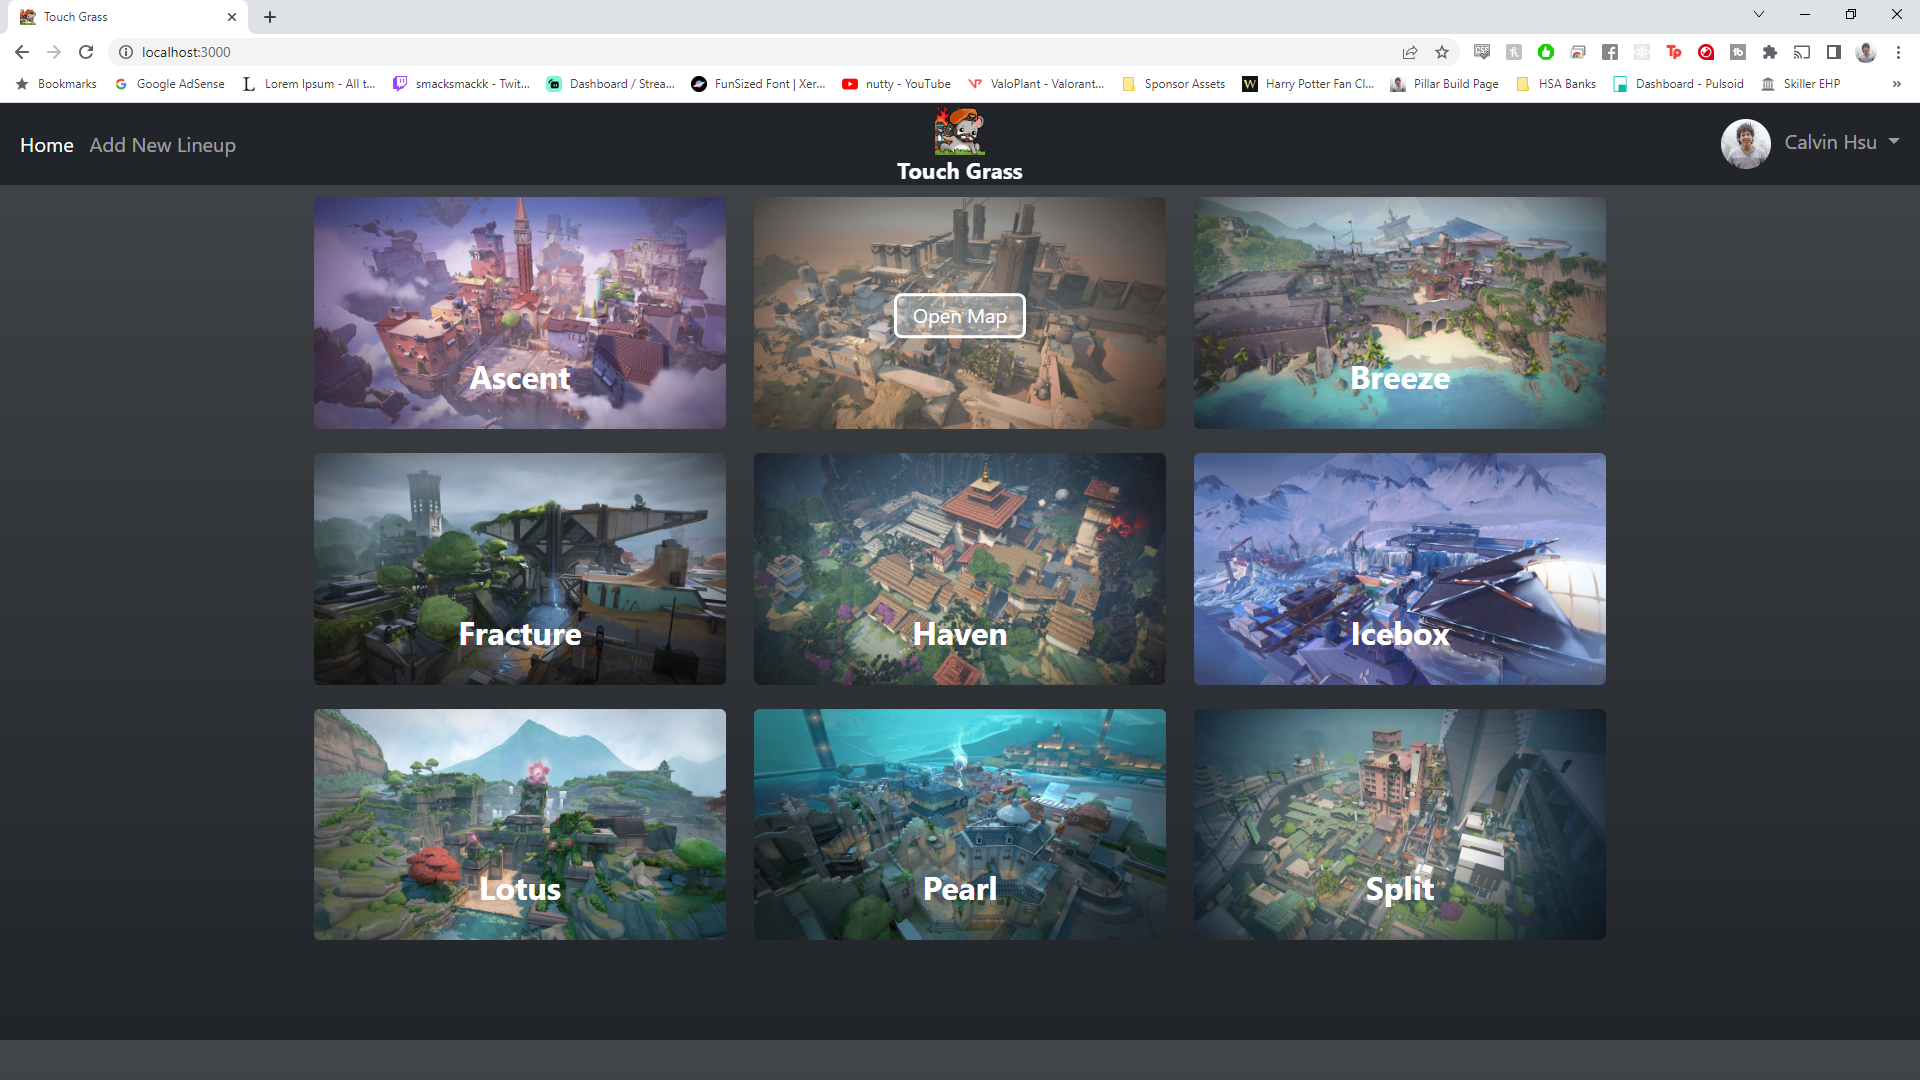 Touch Grass
localhost:3000
Bookmarks
Google AdSense
Lorem Ipsum - All t...
smacksmackk - Twit...
Dashboard / Strea...
FunSized Font | Xer...
nutty - YouTube
ValoPlant - Valorant...
Sponsor Assets
Harry Potter Fan Cl...
Pillar Build Page
HSA Banks
Dashboard - Pulsoid
Skiller EHP
»
Home
Add New Lineup
Touch Grass
Calvin Hsu
Ascent
Open Map
Breeze
Fracture
Haven
Icebox
Lotus
Pearl
Split